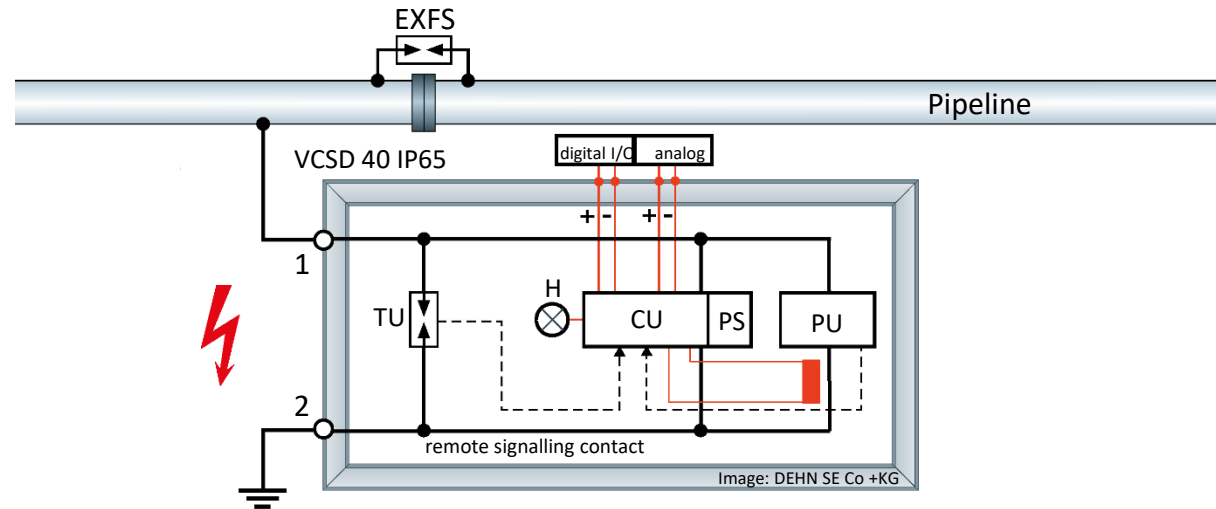 EXFS
Pipeline
VCSD 40 IP65
digital I/O analog
+ - + -
1
H
TU
CU
PS
PU
2
remote signalling contact
Image: DEHN SE Co +KG